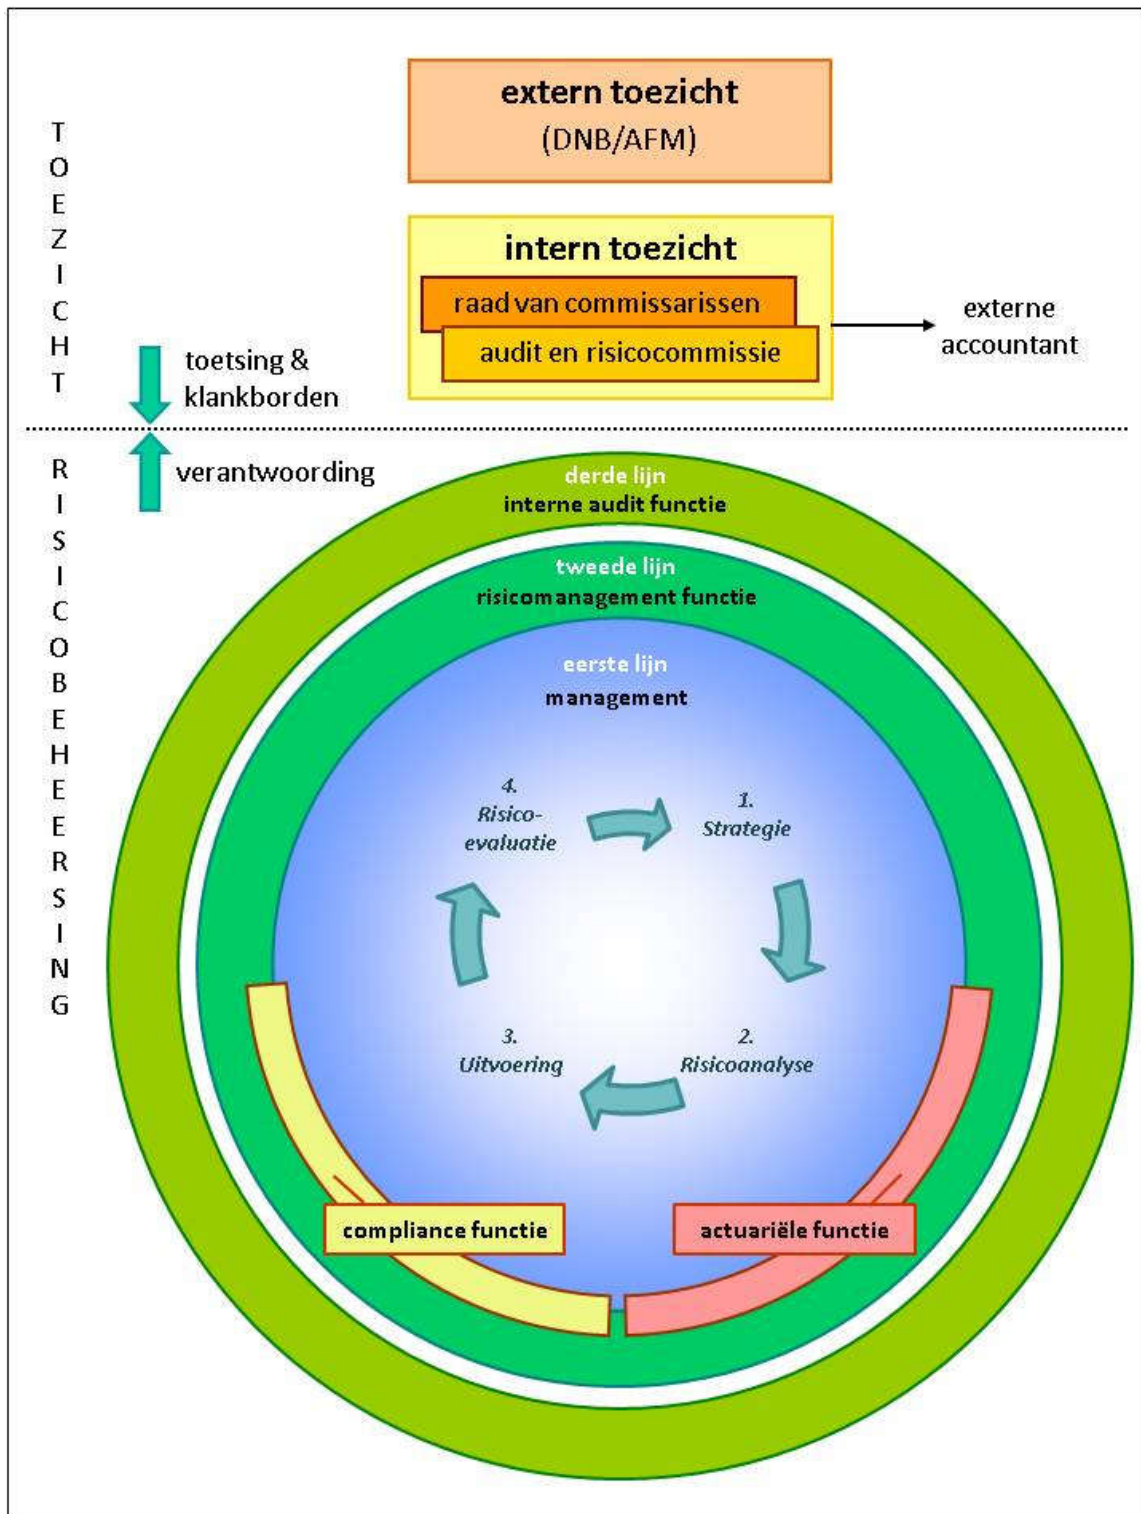 TOEZICHT
extern toezicht
(DNB/AFM)
intern toezicht
raad van commissarissen
audit en risicocommissie
externe
accountant
toetsing &
klankborden
RISICOBEHEERSING
verantwoording
derde lijn
interne audit functie
tweede lijn
risicomanagement functie
eerste lijn
management
4.
Risico-
evaluatie
1.
Strategie
3.
Uitvoering
2.
Risicoanalyse
compliance functie
actuariële functie